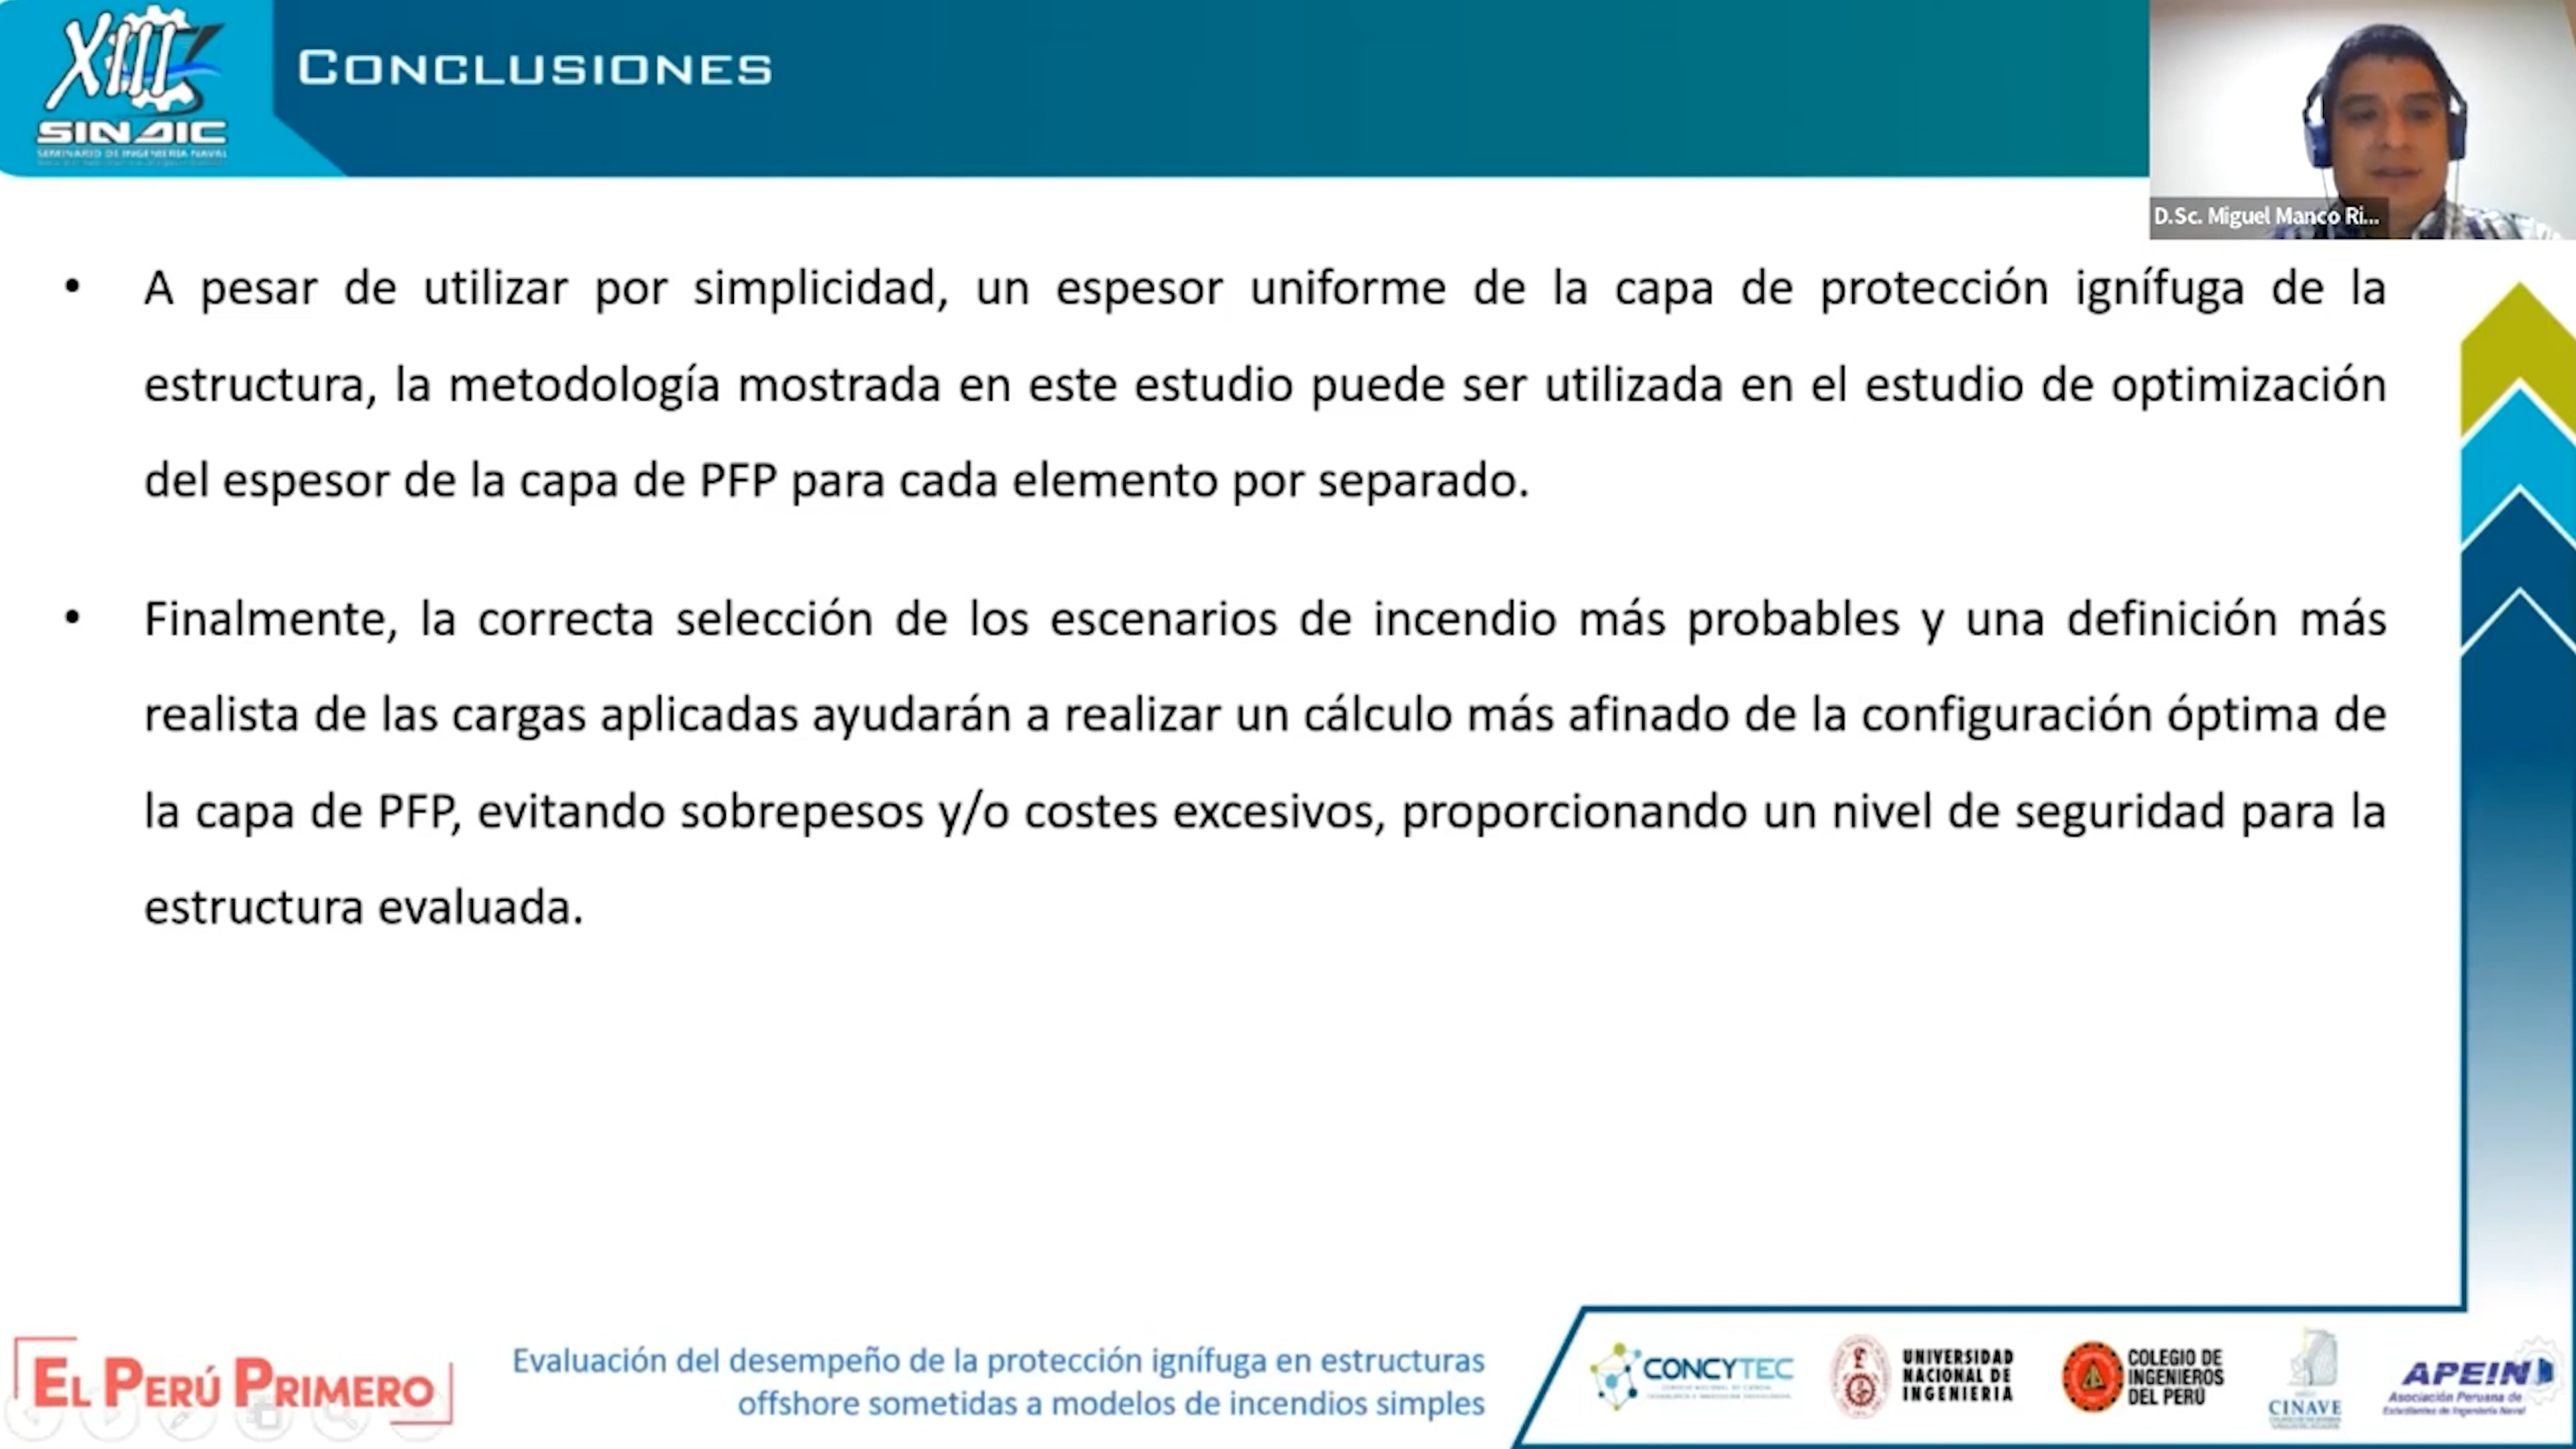 XIII
SINAIC
SEMINARIO DE INGENIERÍA NAVAL
CONCLUSIONES
D.Sc. Miguel Manco Ri...
• A pesar de utilizar por simplicidad, un espesor uniforme de la capa de protección ignífuga de la
estructura, la metodología mostrada en este estudio puede ser utilizada en el estudio de optimización
del espesor de la capa de PFP para cada elemento por separado.
• Finalmente, la correcta selección de los escenarios de incendio más probables y una definición más
realista de las cargas aplicadas ayudarán a realizar un cálculo más afinado de la configuración óptima de
la capa de PFP, evitando sobrepesos y/o costes excesivos, proporcionando un nivel de seguridad para la
estructura evaluada.
EL PERÚ PRIMERO
Evaluación del desempeño de la protección ignífuga en estructuras
offshore sometidas a modelos de incendios simples
CONCYTEC
UNIVERSIDAD
NACIONAL DE
INGENIERIA
COLEGIO DE
INGENIEROS
DEL PERÚ
CINAVE
APEIN
Asociación Peruana de
Estudiantes de Ingeniería Naval